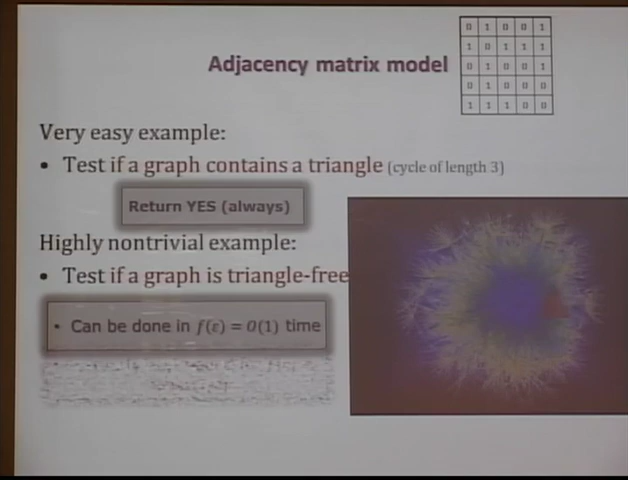 Adjacency matrix model
0 1 0 0 1
1 0 1 1 1
0 1 0 0 1
0 1 0 0 0
1 1 1 0 0
Very easy example:
• Test if a graph contains a triangle (cycle of length 3)
Return YES (always)
Highly nontrivial example:
• Test if a graph is triangle-free
• Can be done in f(ε) = O(1) time